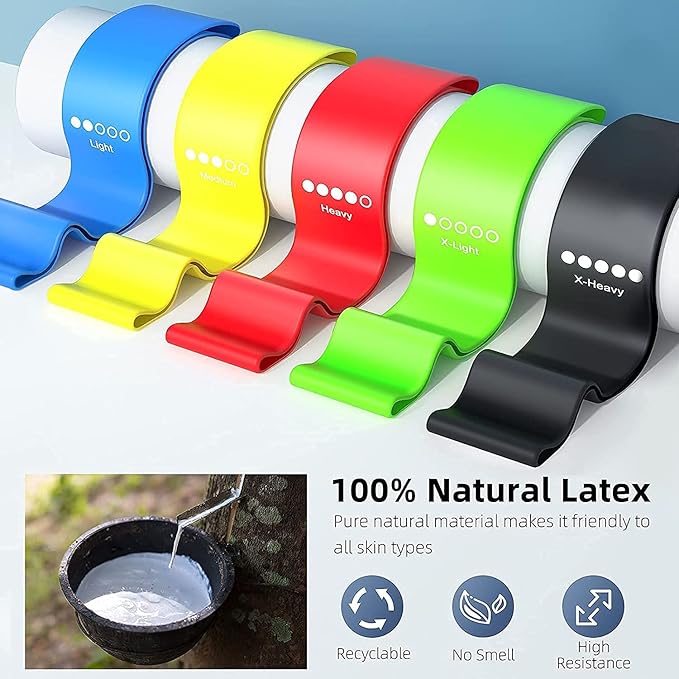 Light
Medium
Heavy
X-Light
X-Heavy
100% Natural Latex
Pure natural material makes it friendly to
all skin types
Recyclable
No Smell
High
Resistance